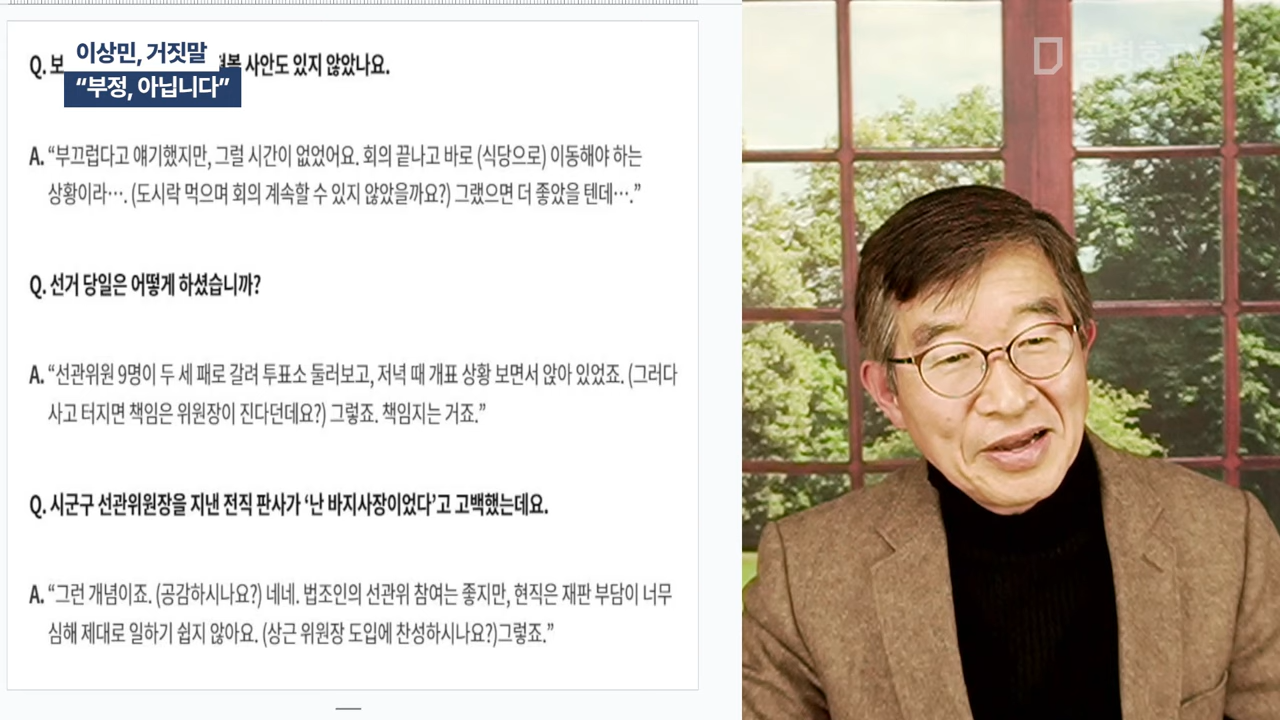 이상민, 거짓말
“부정, 아닙니다”
Q. 보 사안도 있지 않았나요.
A. “부끄럽다고 얘기했지만, 그럴 시간이 없었어요. 회의 끝나고 바로 (식당으로) 이동해야 하는
상황이라…. (도시락 먹으며 회의 계속할 수 있지 않았을까요?) 그랬으면 더 좋았을 텐데….”
Q. 선거 당일은 어떻게 하셨습니까?
A. “선관위원 9명이 두 세 패로 갈려 투표소 둘러보고, 저녁 때 개표 상황 보면서 앉아 있었죠. (그러다
사고 터지면 책임은 위원장이 진다던데요?) 그렇죠. 책임지는 거죠.”
Q. 시군구 선관위원장을 지낸 전직 판사가 ‘난 바지사장이었다’고 고백했는데요.
A. “그런 개념이죠. (공감하시나요?) 네네. 법조인의 선관위 참여는 좋지만, 현직은 재판 부담이 너무
심해 제대로 일하기 쉽지 않아요. (상근 위원장 도입에 찬성하시나요?)그렇죠.”
공병호TV